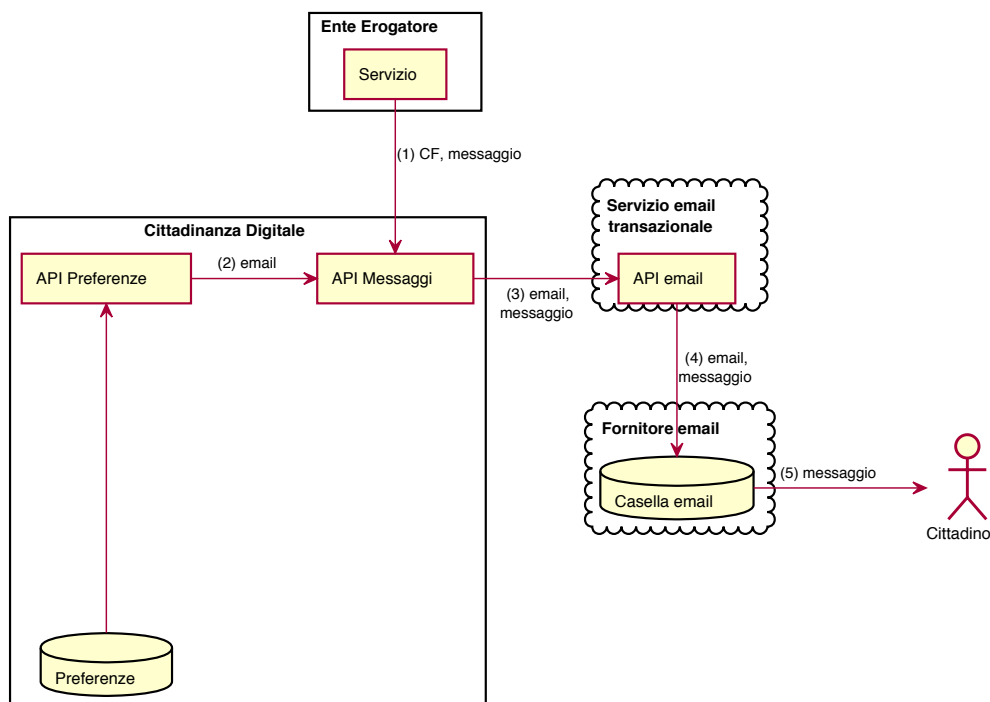 Ente Erogatore
Servizio
(1) CF, messaggio
Servizio email
transazionale
Cittadinanza Digitale
API Preferenze
(2) email
API Messaggi
(3) email,
messaggio
API email
(4) email,
messaggio
Fornitore email
Casella email
(5) messaggio
Cittadino
Preferenze